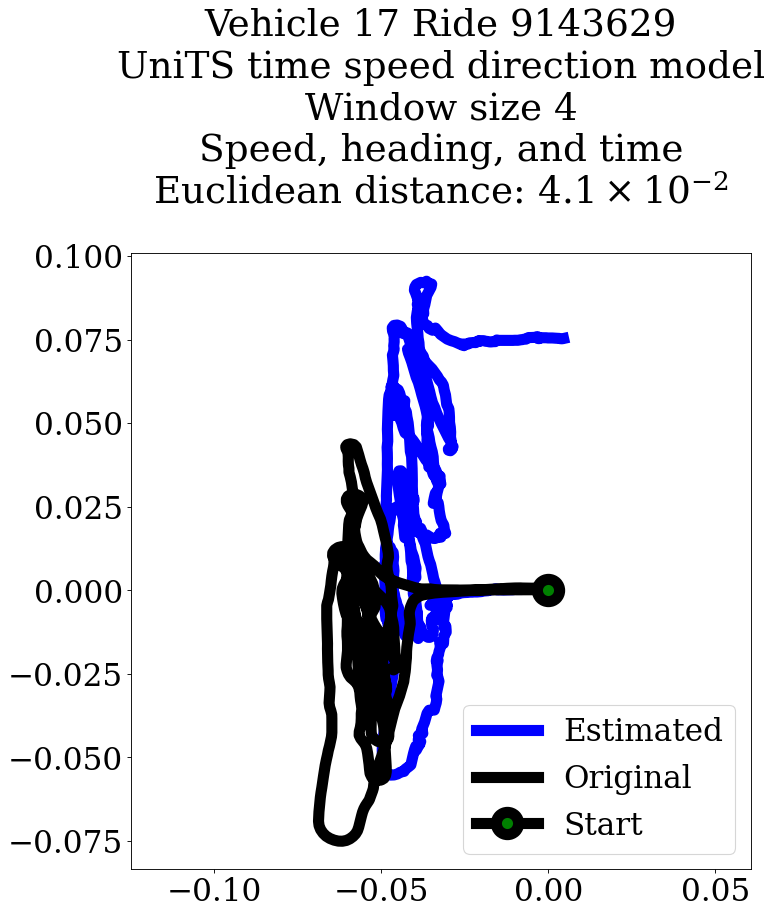 Vehicle 17 Ride 9143629
UniTS time speed direction model
Window size 4
Speed, heading, and time
Euclidean distance: 4.1 × 10⁻²
0.100
0.075
0.050
0.025
0.000
−0.025
−0.050
−0.075
Estimated
Original
Start
−0.10
−0.05
0.00
0.05